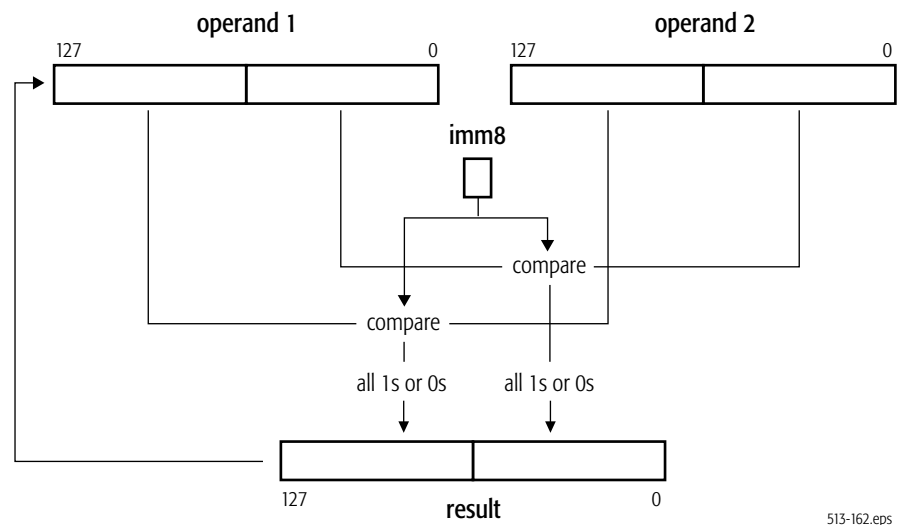 operand 1 operand 2
127 0 127 0
imm8
compare
compare
all 1s or 0s all 1s or 0s
127 result 0
513-162.eps